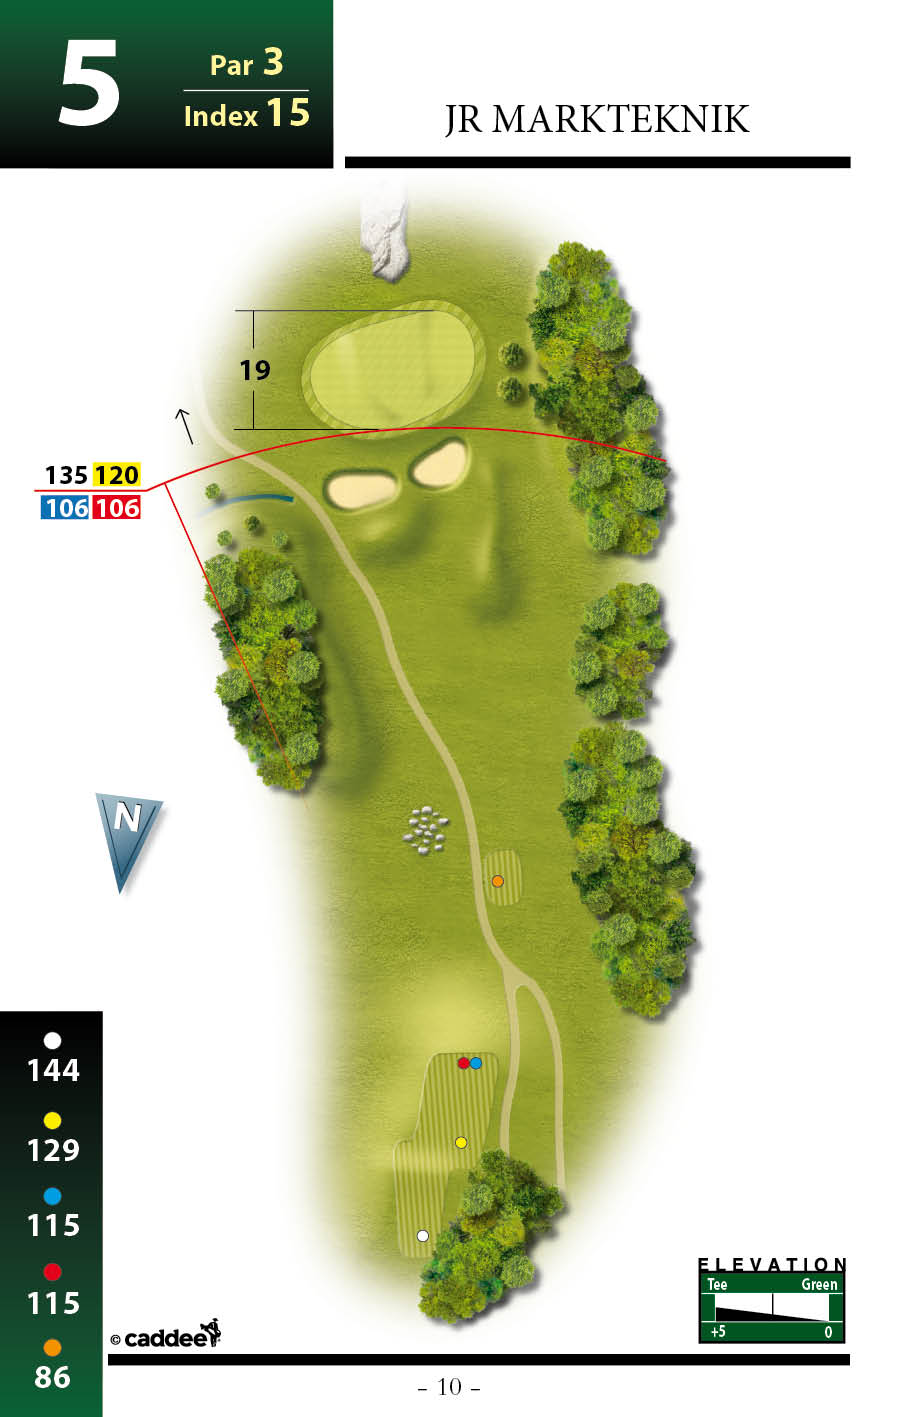 5
Par 3
Index 15
JR MARKTEKNIK
19
135 120
106 106
N
144
129
115
115
86
ELEVATION
Tee Green
+5 0
© caddee
– 10 –